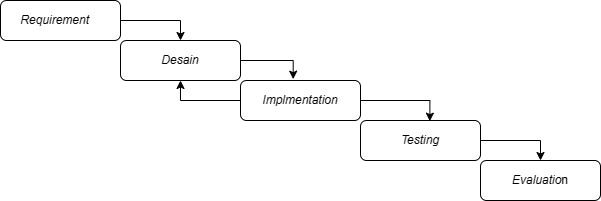 Requirement
Desain
Implmentation
Testing
Evaluation